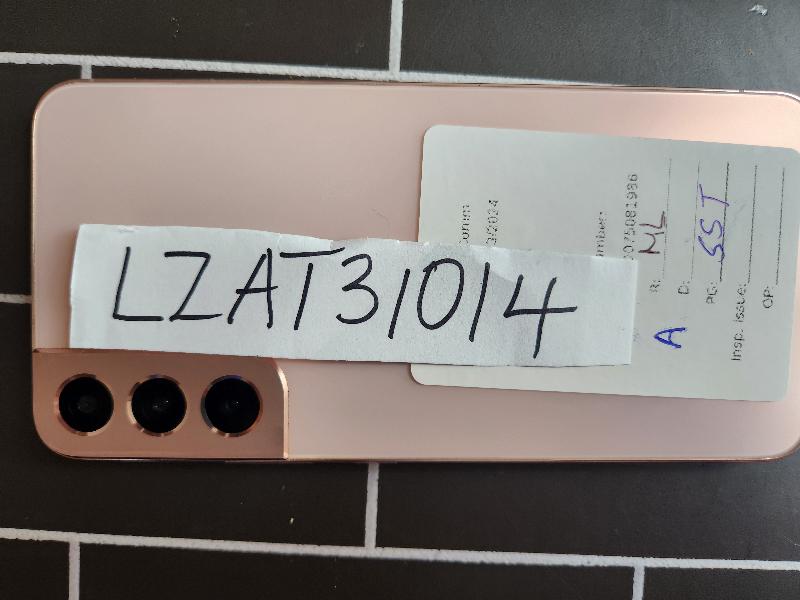 LZAT31014
R: ML
D:
A
PG: SST
Insp. Issue:
OP: